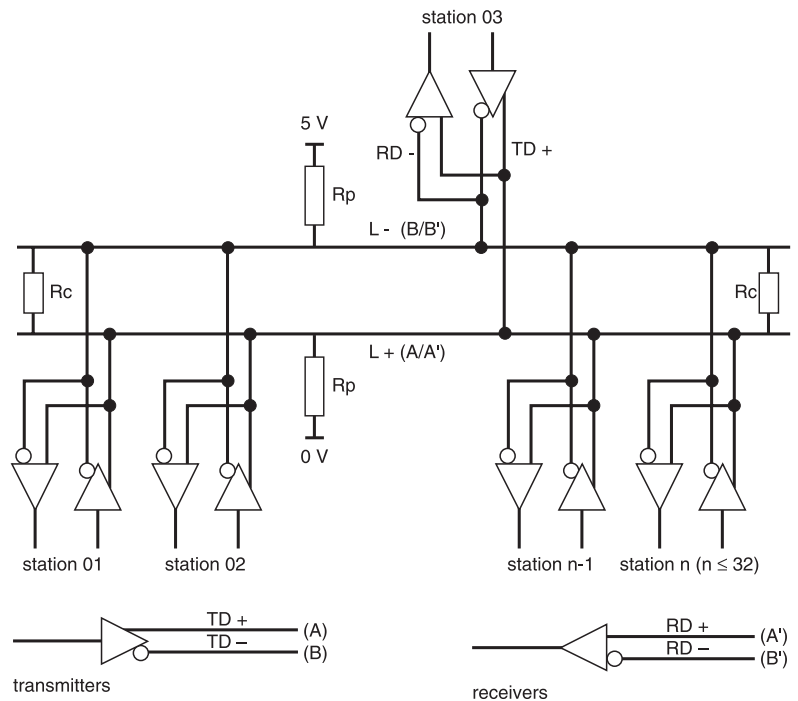 station 03
5 V
RD -
TD +
Rp
L - (B/B')
Rc
Rc
L + (A/A')
Rp
0 V
station 01
station 02
station n-1
station n (n ≤ 32)
TD +
(A)
TD –
(B)
transmitters
RD +
(A')
RD –
(B')
receivers